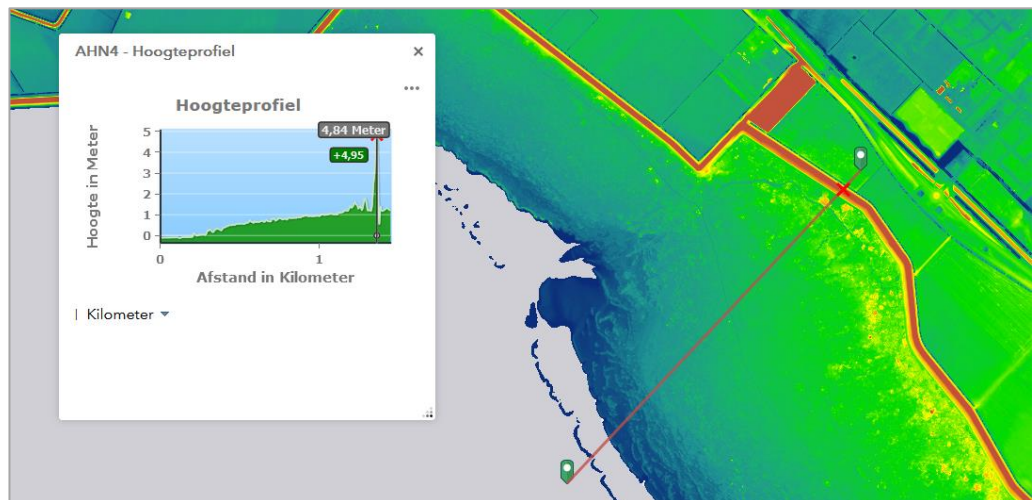 AHN4 - Hoogteprofiel
Hoogteprofiel
4,84 Meter
+4,95
Hoogte in Meter
5
4
3
2
1
0
0
1
Afstand in Kilometer
Kilometer